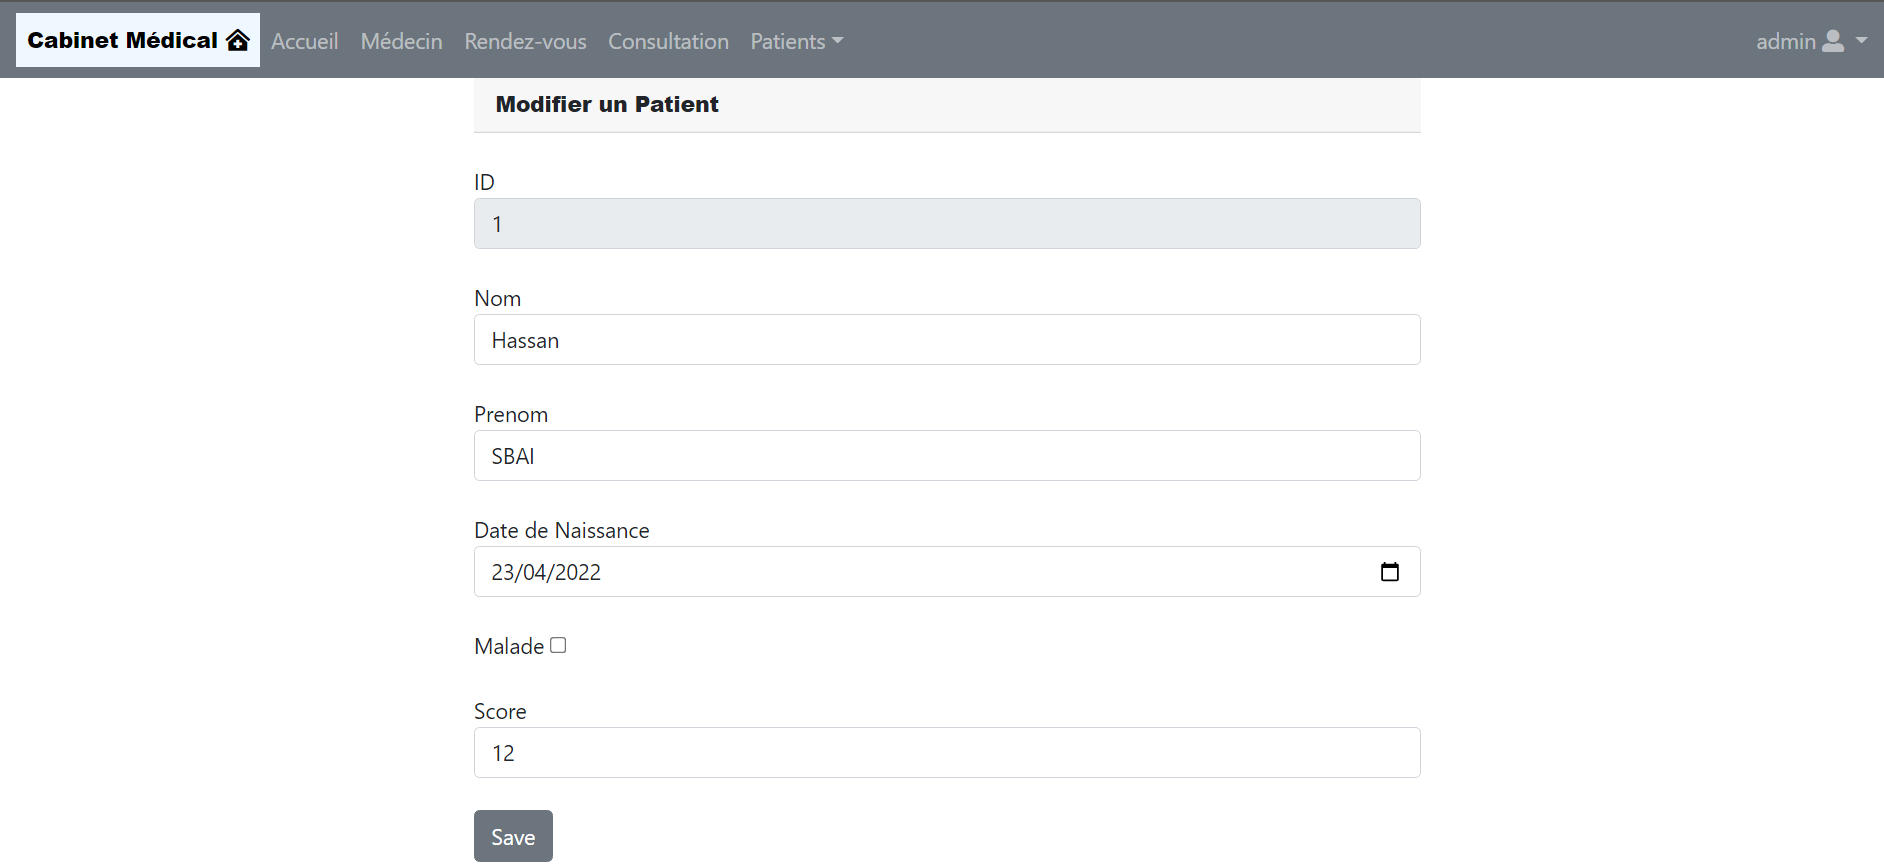 Cabinet Médical Accueil Médecin Rendez-vous Consultation Patients admin
Modifier un Patient
ID
1
Nom
Hassan
Prenom
SBAI
Date de Naissance
23/04/2022
Malade
Score
12
Save